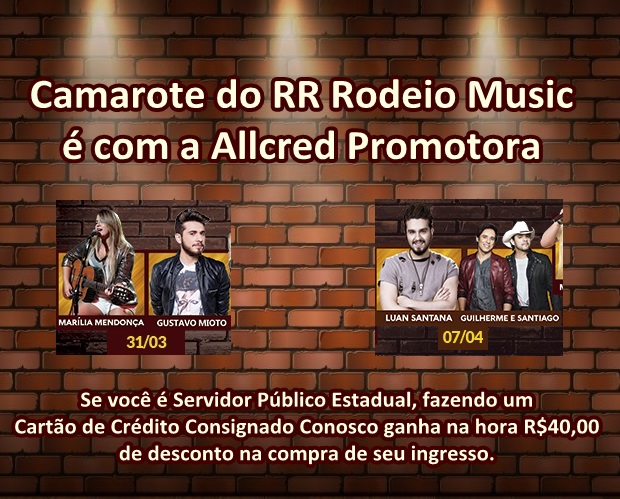 Camarote do RR Rodeio Music
é com a Allcred Promotora
MARÍLIA MENDONÇA
GUSTAVO MIOTO
31/03
LUAN SANTANA
GUILHERME E SANTIAGO
07/04
Se você é Servidor Público Estadual, fazendo um
Cartão de Crédito Consignado Conosco ganha na hora R$40,00
de desconto na compra de seu ingresso.